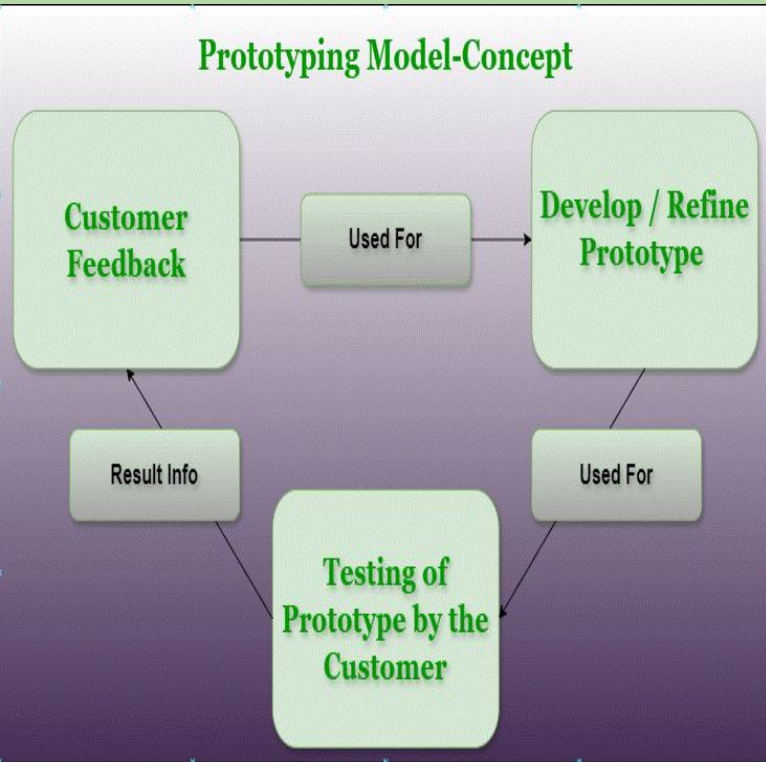 Prototyping Model-Concept
Customer
Feedback
Used For
Develop / Refine
Prototype
Result Info
Used For
Testing of
Prototype by the
Customer